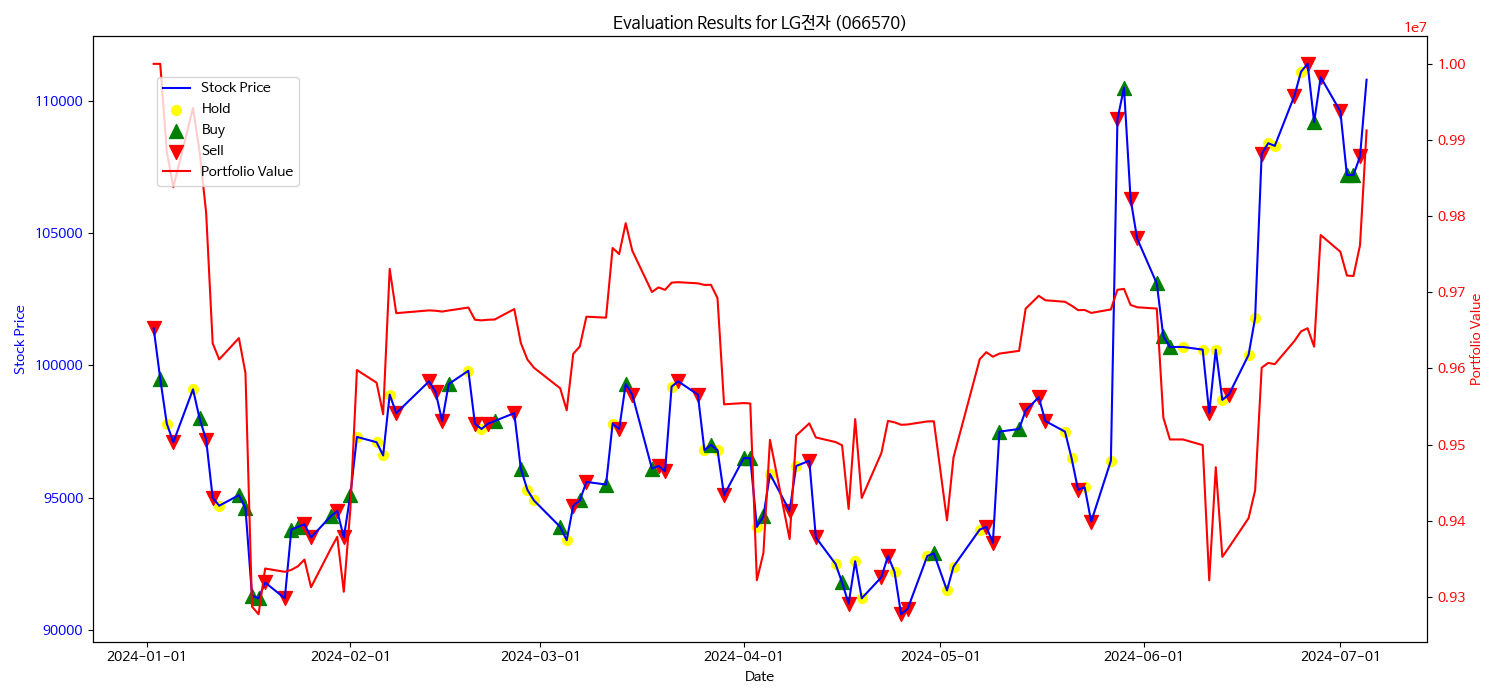 Evaluation Results for LG전자 (066570)
1e7
Stock Price
Hold
Buy
Sell
Portfolio Value
110000
105000
100000
95000
90000
Stock Price
1.00
0.99
0.98
0.97
0.96
0.95
0.94
0.93
Portfolio Value
2024-01-01
2024-02-01
2024-03-01
2024-04-01
2024-05-01
2024-06-01
2024-07-01
Date